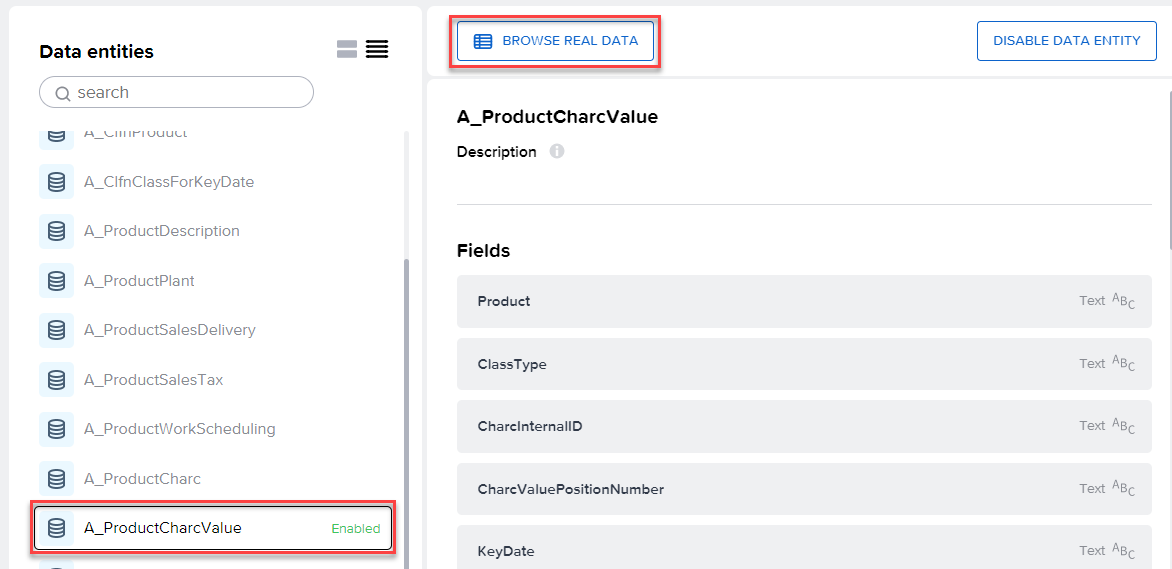 Data entities
search
A_ClfnProduct
A_ClfnClassForKeyDate
A_ProductDescription
A_ProductPlant
A_ProductSalesDelivery
A_ProductSalesTax
A_ProductWorkScheduling
A_ProductCharc
A_ProductCharcValue Enabled
BROWSE REAL DATA
DISABLE DATA ENTITY
A_ProductCharcValue
Description
Fields
Product Text ABC
ClassType Text ABC
CharcInternalID Text ABC
CharcValuePositionNumber Text ABC
KeyDate Text ABC